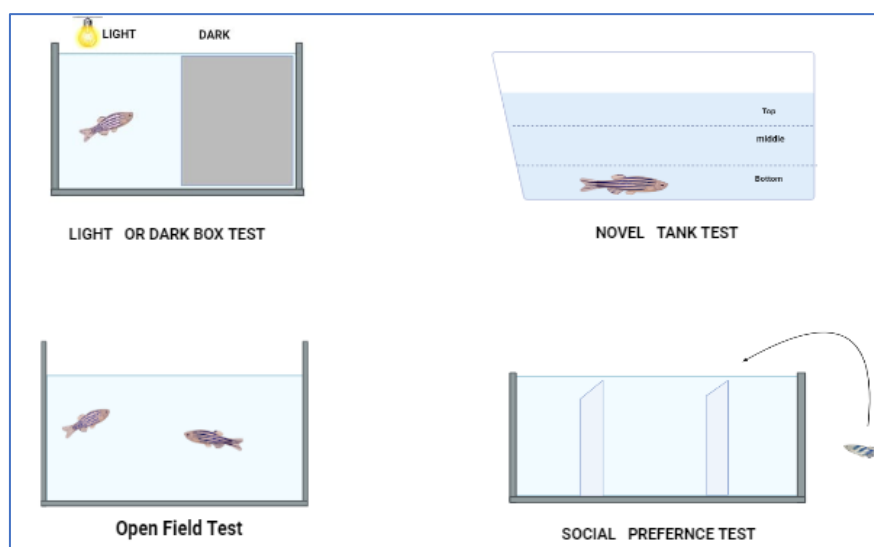 LIGHT DARK
LIGHT OR DARK BOX TEST
Top
middle
Bottom
NOVEL TANK TEST
Open Field Test
SOCIAL PREFERNCE TEST